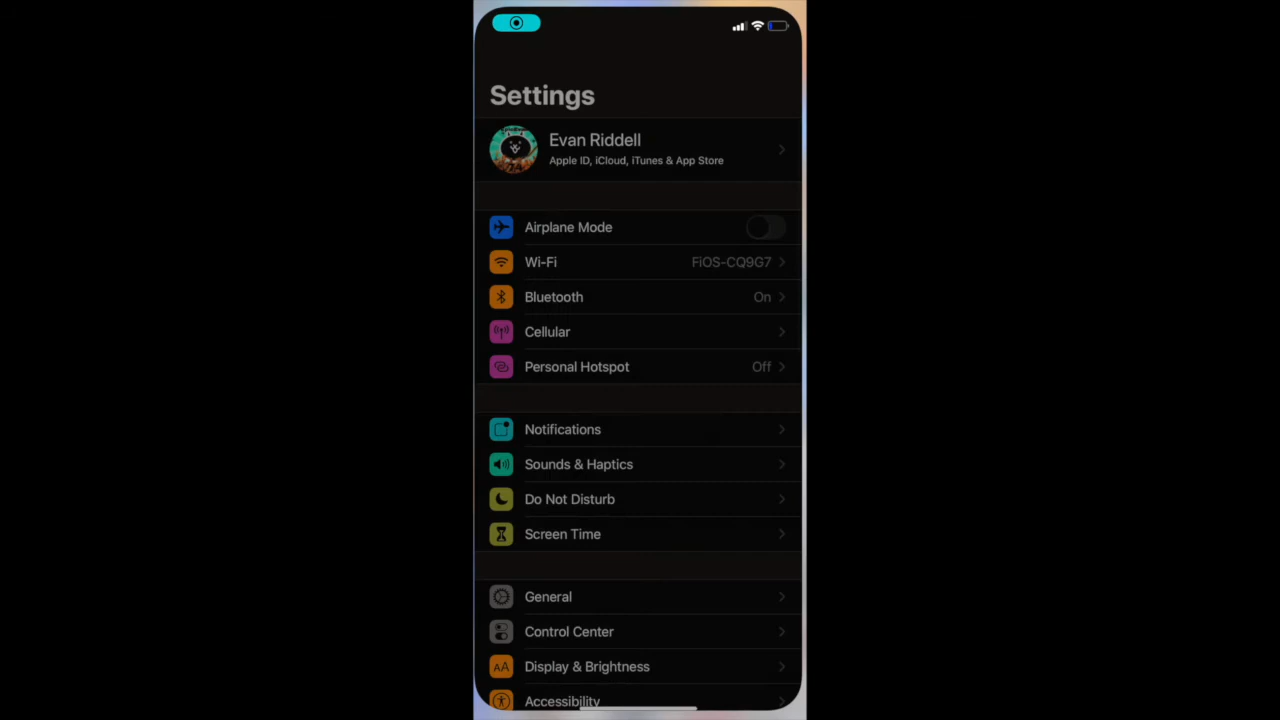 Settings
Evan Riddell
Apple ID, iCloud, iTunes & App Store
Airplane Mode
Wi-Fi FiOS-CQ9G7
Bluetooth On
Cellular
Personal Hotspot Off
Notifications
Sounds & Haptics
Do Not Disturb
Screen Time
General
Control Center
AA Display & Brightness
Accessibility